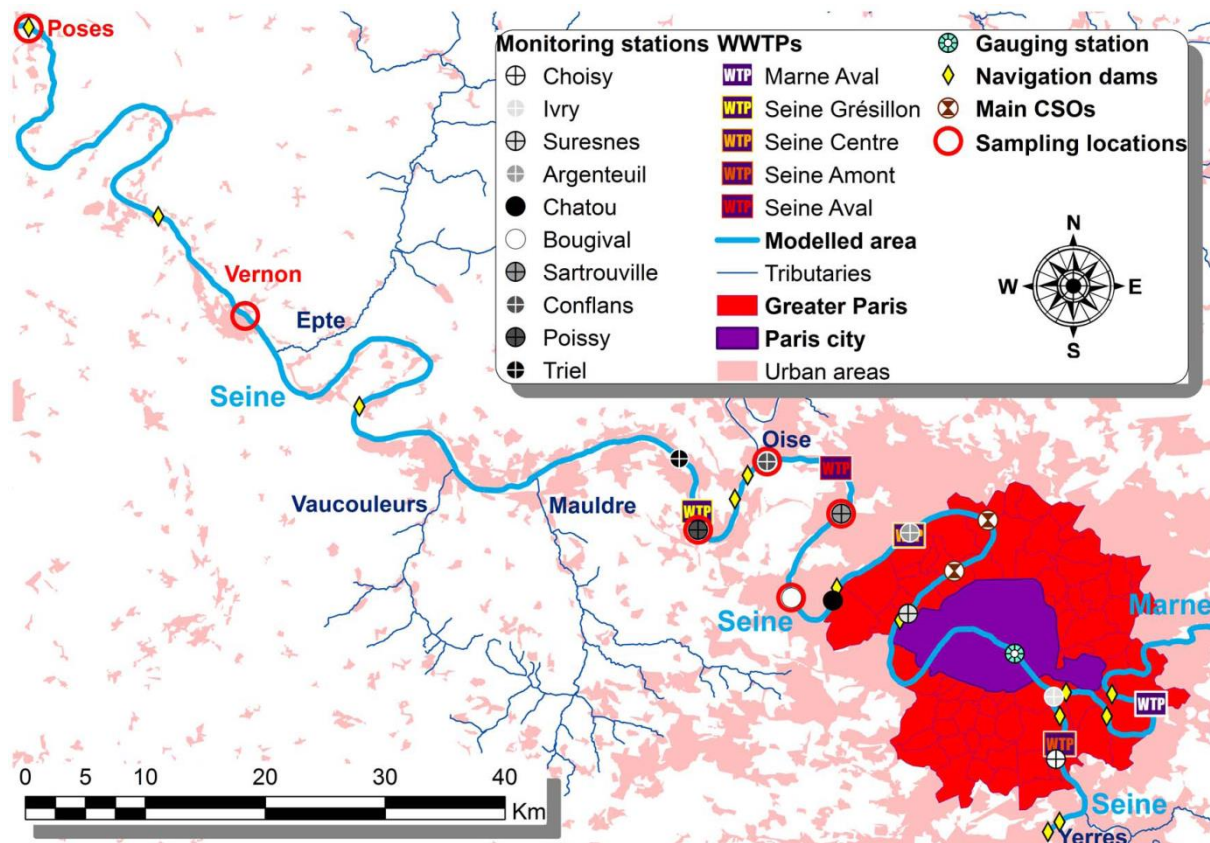 Poses
Vernon
Epte
Seine
Vaucouleurs
Mauldre
Oise
Seine
Marne
Seine
Yerres
WTP
WTP
WTP
WTP
WTP
Monitoring stations
Choisy
Ivry
Suresnes
Argenteuil
Chatou
Bougival
Sartrouville
Conflans
Poissy
Triel
WWTPs
WTP Marne Aval
WTP Seine Grésillon
WTP Seine Centre
WTP Seine Amont
WTP Seine Aval
Modelled area
Tributaries
Greater Paris
Paris city
Urban areas
Gauging station
Navigation dams
Main CSOs
Sampling locations
N
W E
S
0 5 10 20 30 40
Km